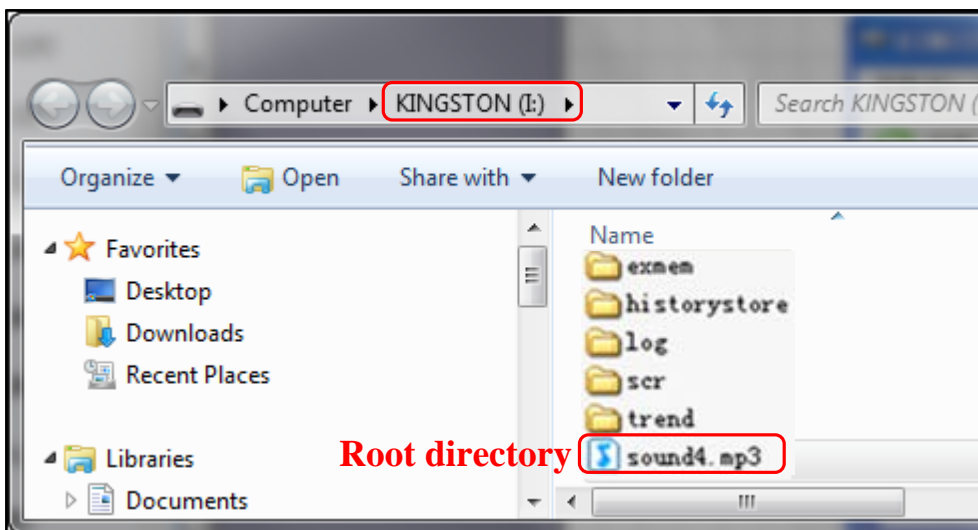 Computer KINGSTON (I:) Search KINGSTON (
Organize Open Share with New folder
Favorites
Desktop
Downloads
Recent Places
Libraries
Documents
Name
exmem
historystore
log
scr
trend
Root directory sound4.mp3